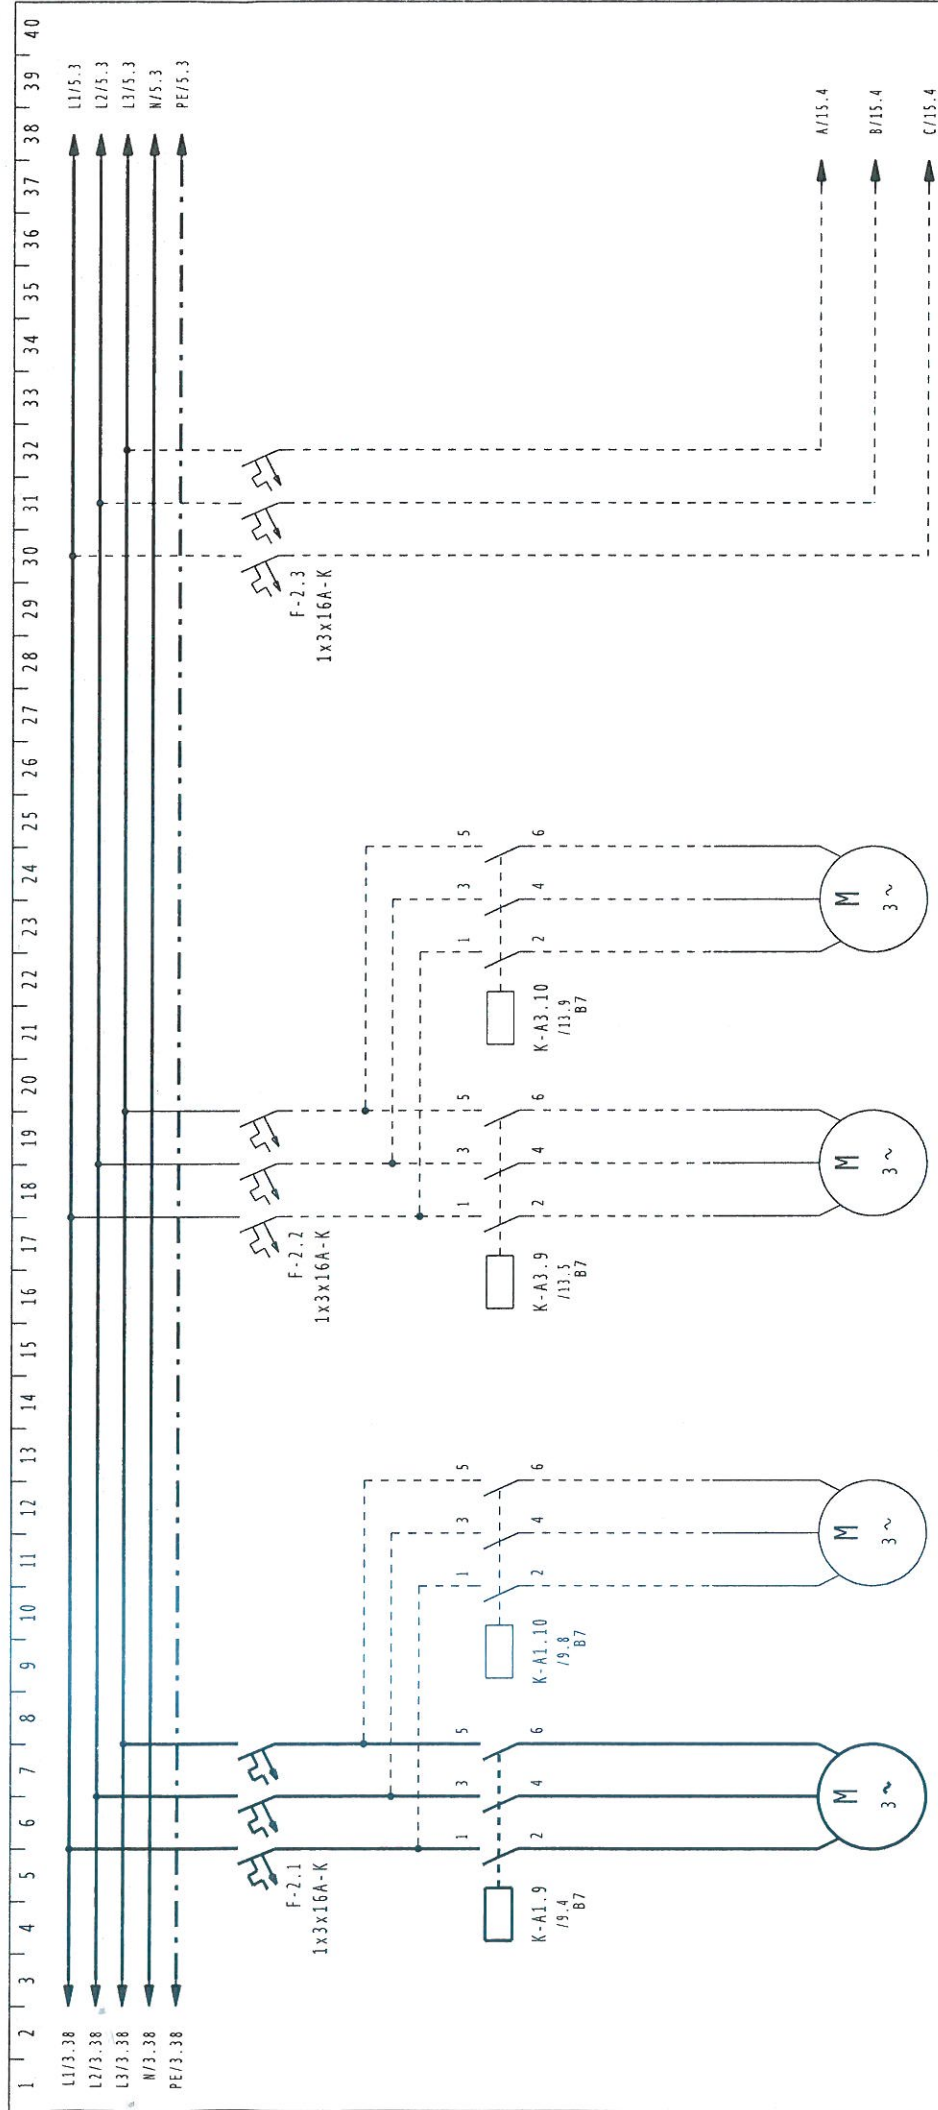 1 2 3 4 5 6 7 8 9 10 11 12 13 14 15 16 17 18 19 20 21 22 23 24 25 26 27 28 29 30 31 32 33 34 35 36 37 38 39 40
L1/3.38
L2/3.38
L3/3.38
N/3.38
PE/3.38
L1/5.3
L2/5.3
L3/5.3
N/5.3
PE/5.3
F-2.1
1x3x16A-K
F-2.2
1x3x16A-K
F-2.3
1x3x16A-K
1 3 5
2 4 6
K-A1.9
/9.4
B7
1 3 5
2 4 6
K-A1.10
/9.8
B7
1 3 5
2 4 6
K-A3.9
/13.5
B7
1 3 5
2 4 6
K-A3.10
/13.9
B7
M
3~
M
3~
M
3~
M
3~
A/15.4
B/15.4
C/15.4